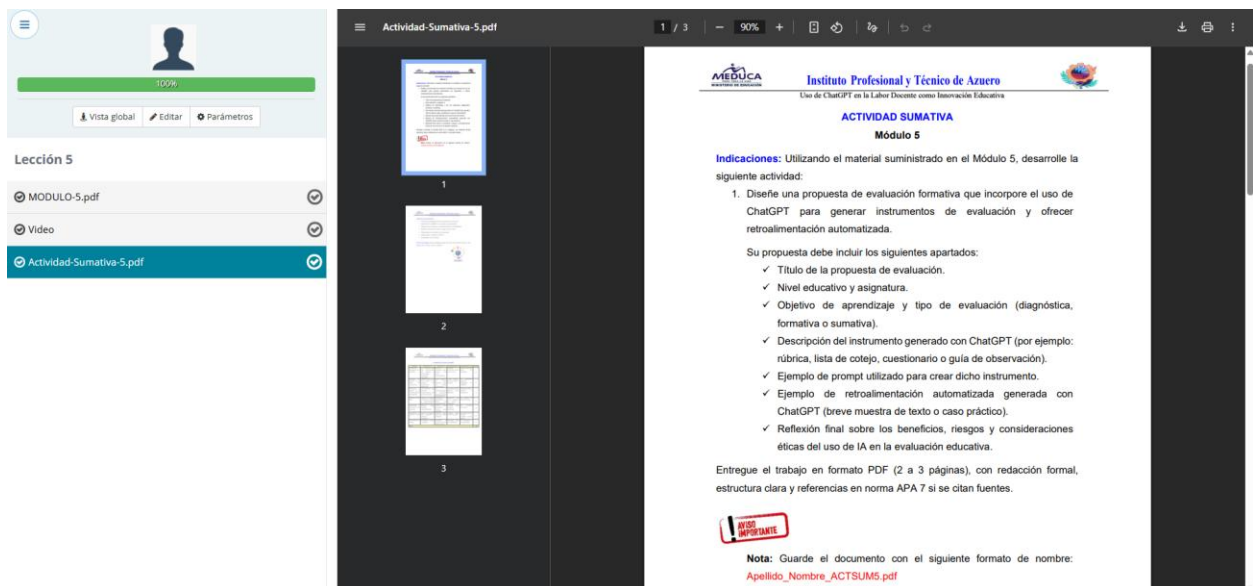 100%
Vista global
Editar
Parámetros
Lección 5
MODULO-5.pdf
Video
Actividad-Sumativa-5.pdf
Actividad-Sumativa-5.pdf
1 / 3
90%
1
2
3
MEDUCA
MINISTERIO DE EDUCACIÓN
Instituto Profesional y Técnico de Azuero
Uso de ChatGPT en la Labor Docente como Innovación Educativa
ACTIVIDAD SUMATIVA
Módulo 5
Indicaciones: Utilizando el material suministrado en el Módulo 5, desarrolle la
siguiente actividad:
1. Diseñe una propuesta de evaluación formativa que incorpore el uso de
ChatGPT para generar instrumentos de evaluación y ofrecer
retroalimentación automatizada.
Su propuesta debe incluir los siguientes apartados:
✓ Título de la propuesta de evaluación.
✓ Nivel educativo y asignatura.
✓ Objetivo de aprendizaje y tipo de evaluación (diagnóstica,
formativa o sumativa).
✓ Descripción del instrumento generado con ChatGPT (por ejemplo:
rúbrica, lista de cotejo, cuestionario o guía de observación).
✓ Ejemplo de prompt utilizado para crear dicho instrumento.
✓ Ejemplo de retroalimentación automatizada generada con
ChatGPT (breve muestra de texto o caso práctico).
✓ Reflexión final sobre los beneficios, riesgos y consideraciones
éticas del uso de IA en la evaluación educativa.
Entregue el trabajo en formato PDF (2 a 3 páginas), con redacción formal,
estructura clara y referencias en norma APA 7 si se citan fuentes.
AVISO
IMPORTANTE
Nota: Guarde el documento con el siguiente formato de nombre:
Apellido_Nombre_ACTSUM5.pdf